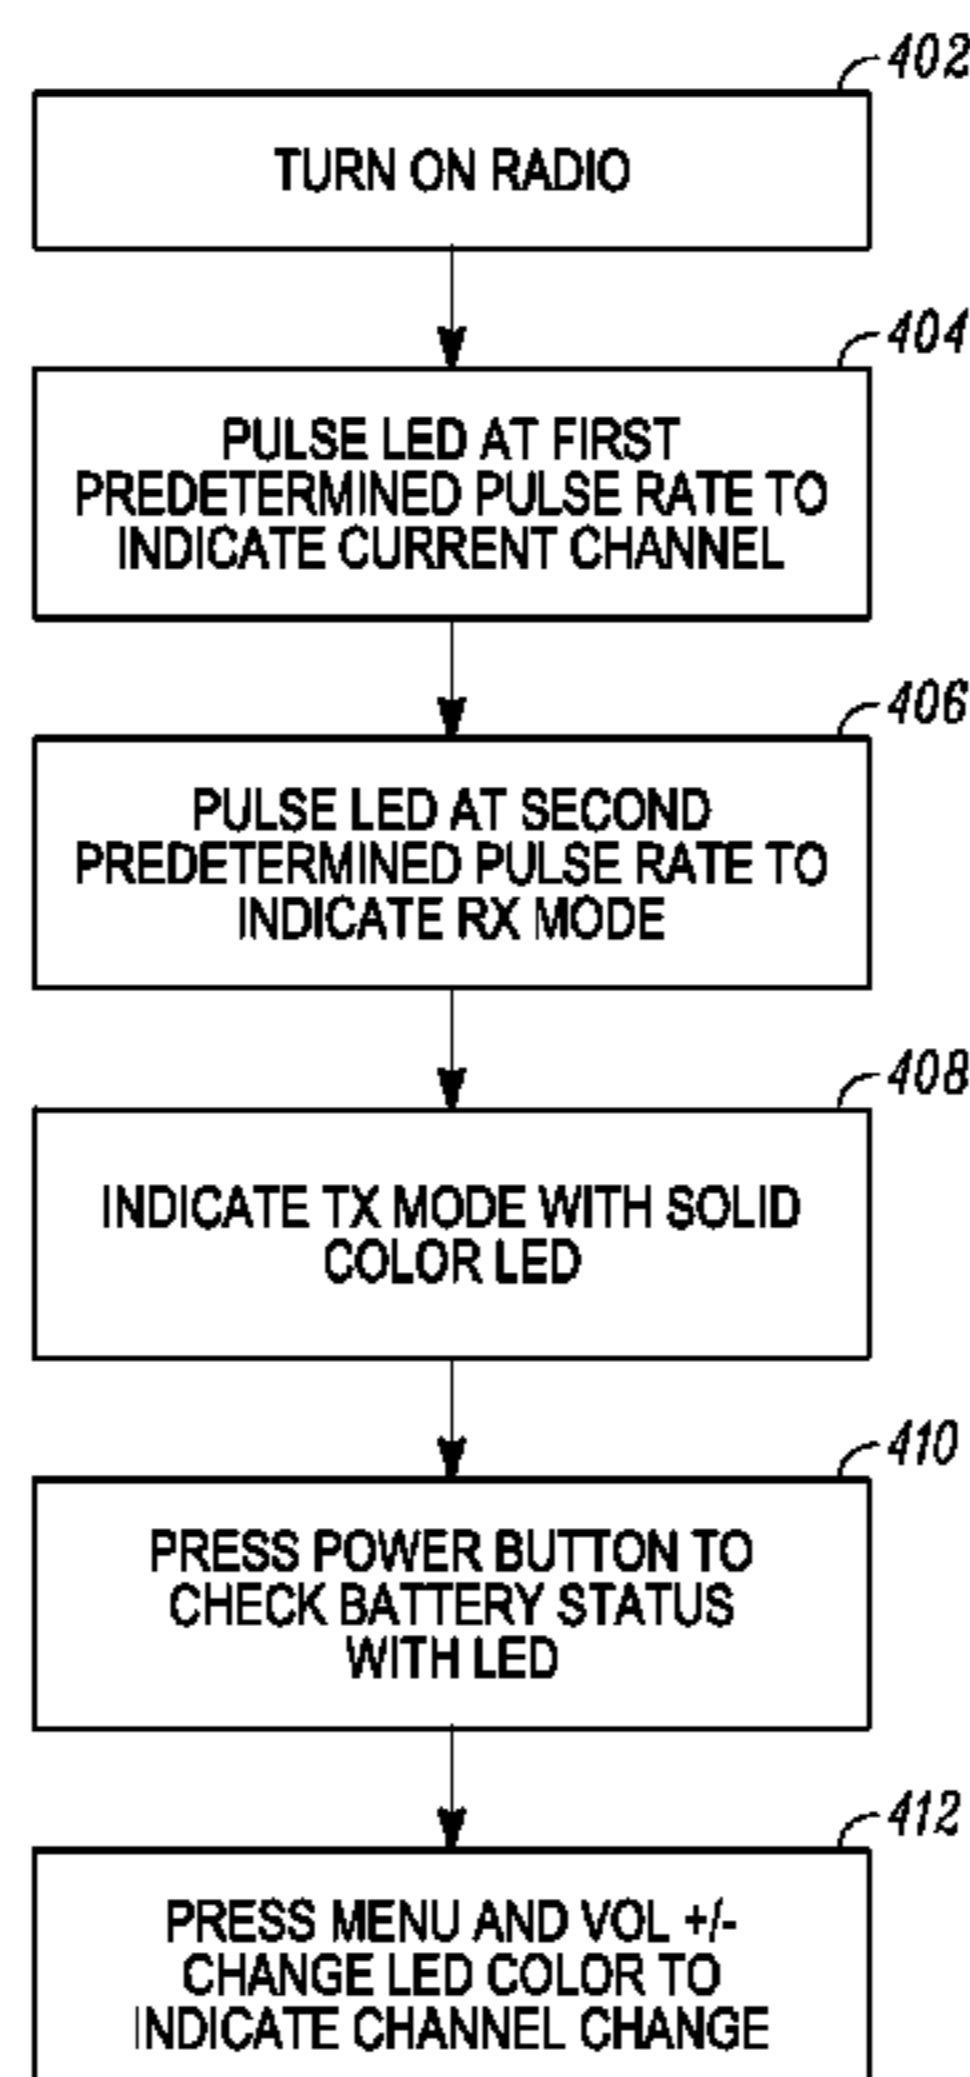 402
TURN ON RADIO
404
PULSE LED AT FIRST
PREDETERMINED PULSE RATE TO
INDICATE CURRENT CHANNEL
406
PULSE LED AT SECOND
PREDETERMINED PULSE RATE TO
INDICATE RX MODE
408
INDICATE TX MODE WITH SOLID
COLOR LED
410
PRESS POWER BUTTON TO
CHECK BATTERY STATUS
WITH LED
412
PRESS MENU AND VOL +/-
CHANGE LED COLOR TO
INDICATE CHANNEL CHANGE